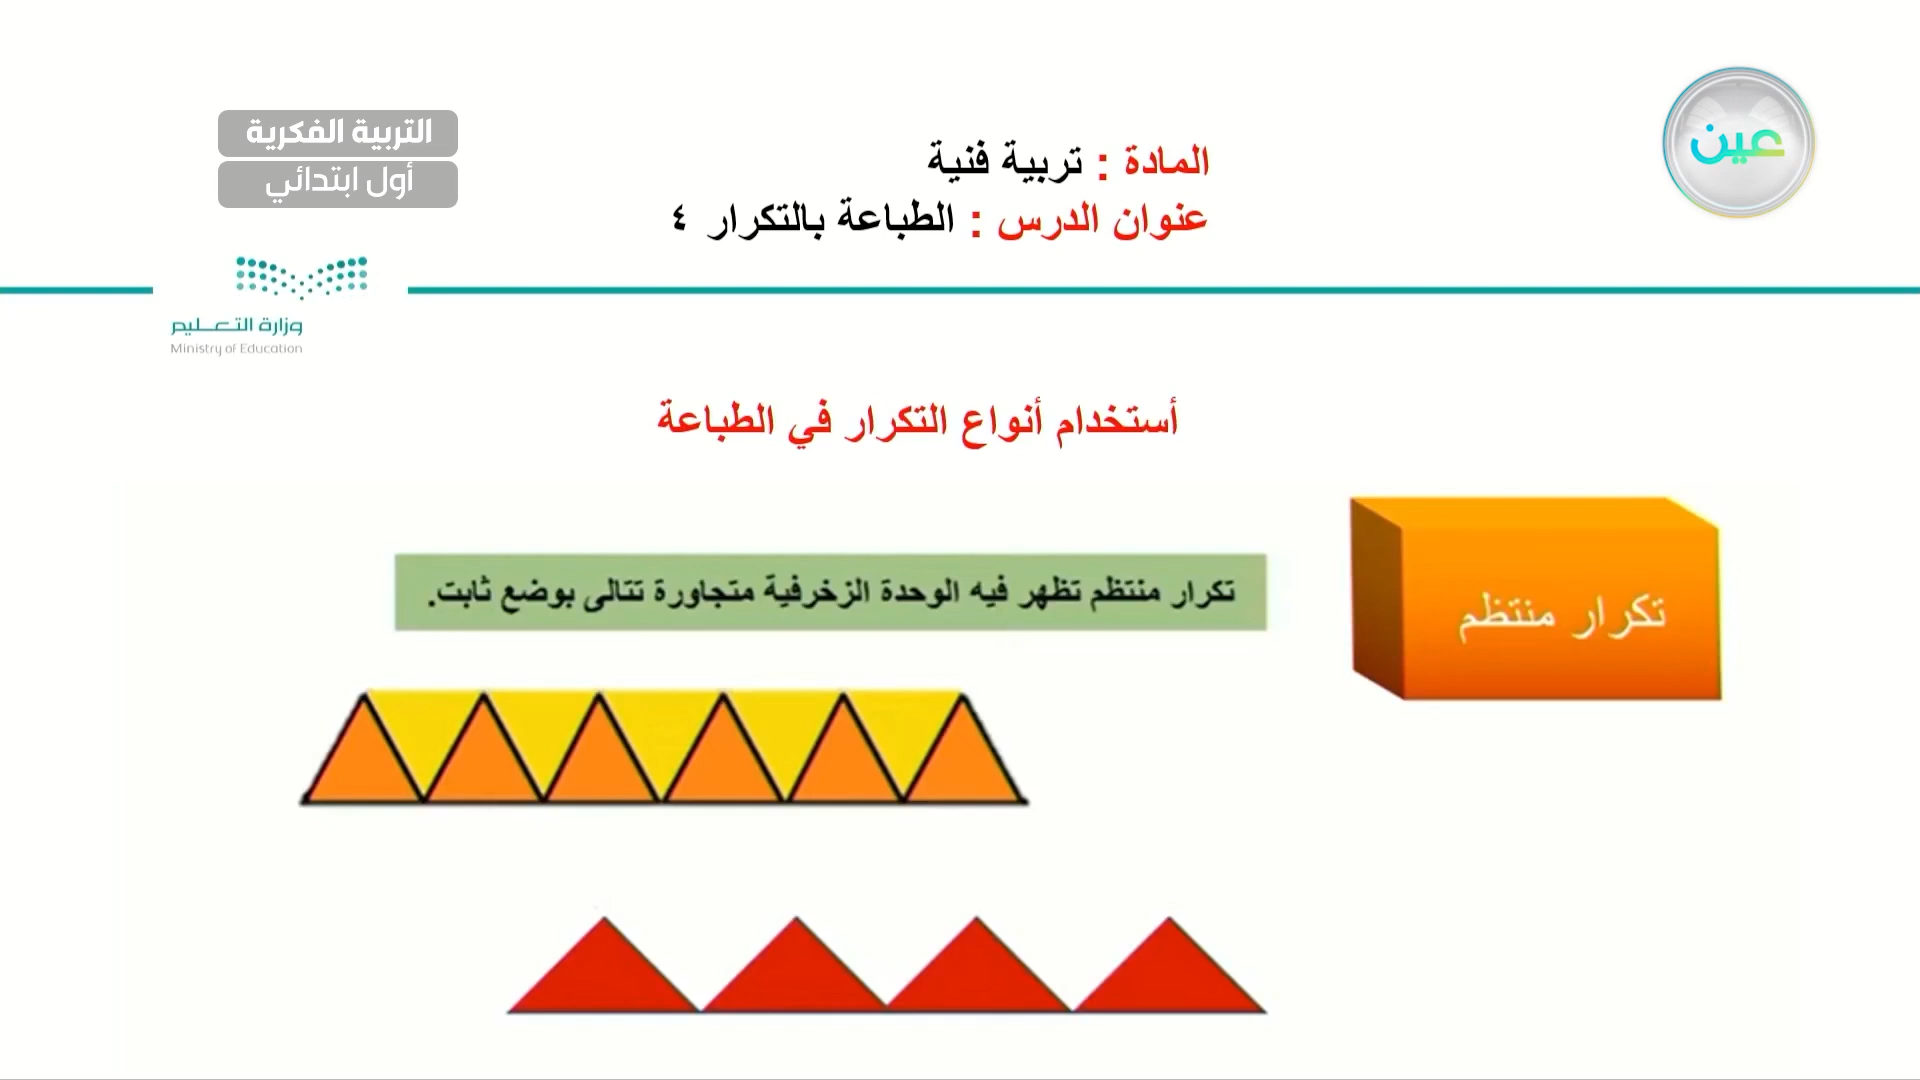 عين
المادة : تربية فنية
عنوان الدرس : الطباعة بالتكرار ٤
التربية الفكرية
أول ابتدائي
وزارة التعليم
Ministry of Education
أستخدام أنواع التكرار في الطباعة
تكرار منتظم
تكرار منتظم تظهر فيه الوحدة الزخرفية متجاورة تتالى بوضع ثابت.